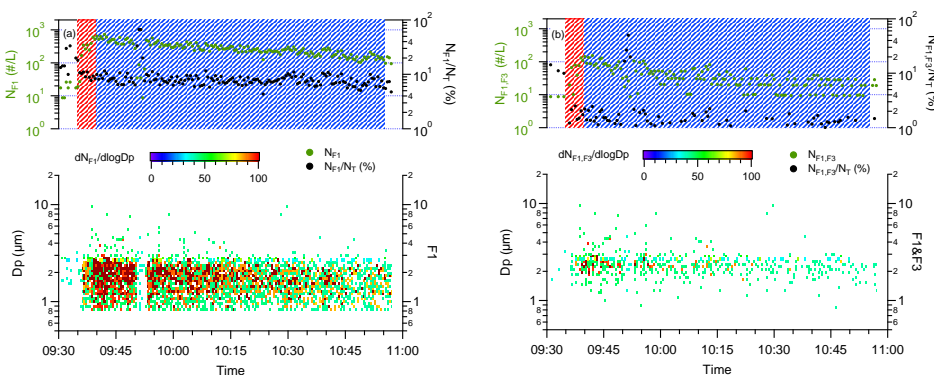 (a)
10³
10²
10¹
10⁰
N_F1 (#/L)
10²
4
2
10¹
4
2
10⁰
N_F1/N_T (%)
dN_F1/dlogDp
0 50 100
N_F1
N_F1/N_T (%)
2
10
8
6
4
2
1
8
6
Dp (µm)
2
10
8
6
4
2
1
8
6
F1
09:30 09:45 10:00 10:15 10:30 10:45 11:00
Time
(b)
10³
10²
10¹
10⁰
N_F1,F3 (#/L)
10²
4
2
10¹
4
2
10⁰
N_F1,F3/N_T (%)
dN_F1,F3/dlogDp
0 50 100
N_F1,F3
N_F1,F3/N_T (%)
2
10
8
6
4
2
1
8
6
Dp (µm)
2
10
8
6
4
2
1
8
6
F1&F3
09:30 09:45 10:00 10:15 10:30 10:45 11:00
Time